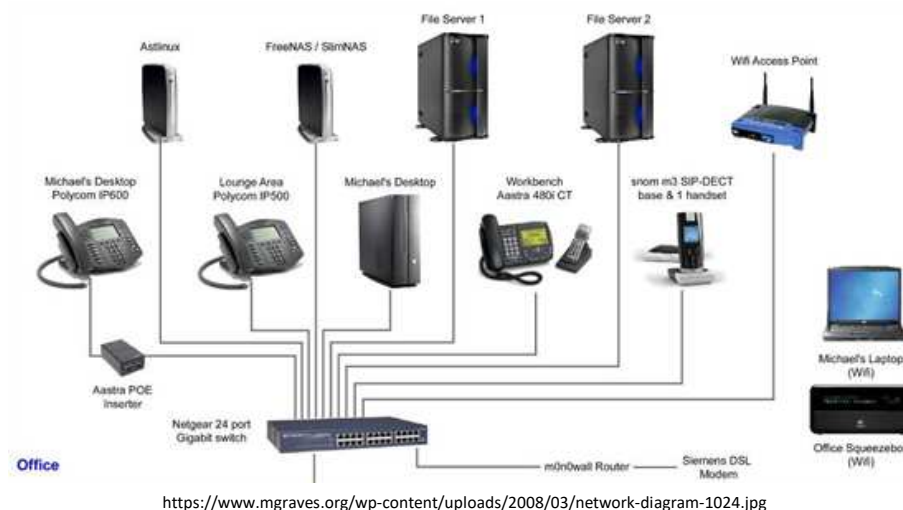 File Server 1
File Server 2
Astlinux
FreeNAS / SlimNAS
Wifi Access Point
Michael's Desktop
Polycom IP600
Lounge Area
Polycom IP500
Michael's Desktop
Workbench
Aastra 480i CT
snom m3 SIP-DECT
base & 1 handset
Michael's Laptop
(Wifi)
Aastra POE
Inserter
Netgear 24 port
Gigabit switch
Office Squeezebo
(Wifi)
Office
m0n0wall Router
Siemens DSL
Modem
https://www.mgraves.org/wp-content/uploads/2008/03/network-diagram-1024.jpg